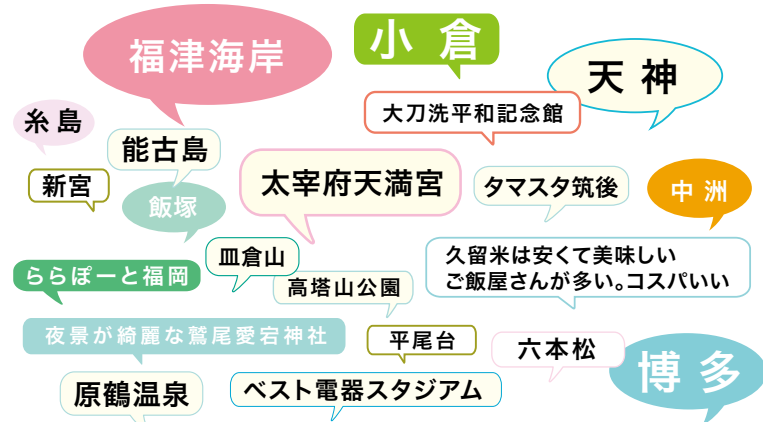 福津海岸
小倉
天神
大刀洗平和記念館
糸島
能古島
新宮
飯塚
太宰府天満宮
タマスタ筑後
中洲
皿倉山
ららぽーと福岡
高塔山公園
久留米は安くて美味しい
ご飯屋さんが多い。コスパいい
夜景が綺麗な鷲尾愛宕神社
平尾台
六本松
博多
原鶴温泉
ベスト電器スタジアム